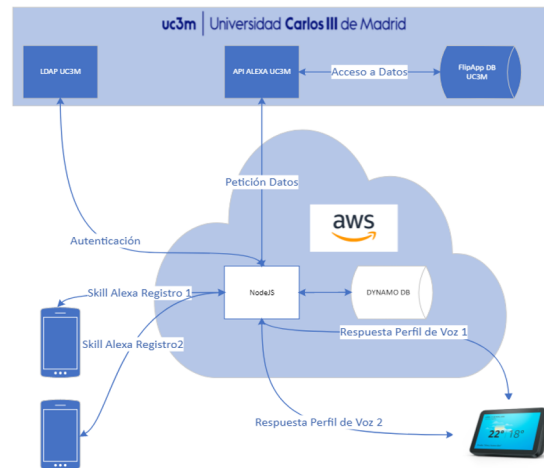 uc3m | Universidad Carlos III de Madrid
LDAP UC3M
API ALEXA UC3M
Acceso a Datos
FlipApp DB
UC3M
Petición Datos
aws
Autenticación
NodeJS
DYNAMO DB
Skill Alexa Registro 1
Skill Alexa Registro2
Respuesta Perfil de Voz 1
Respuesta Perfil de Voz 2
22° 18°